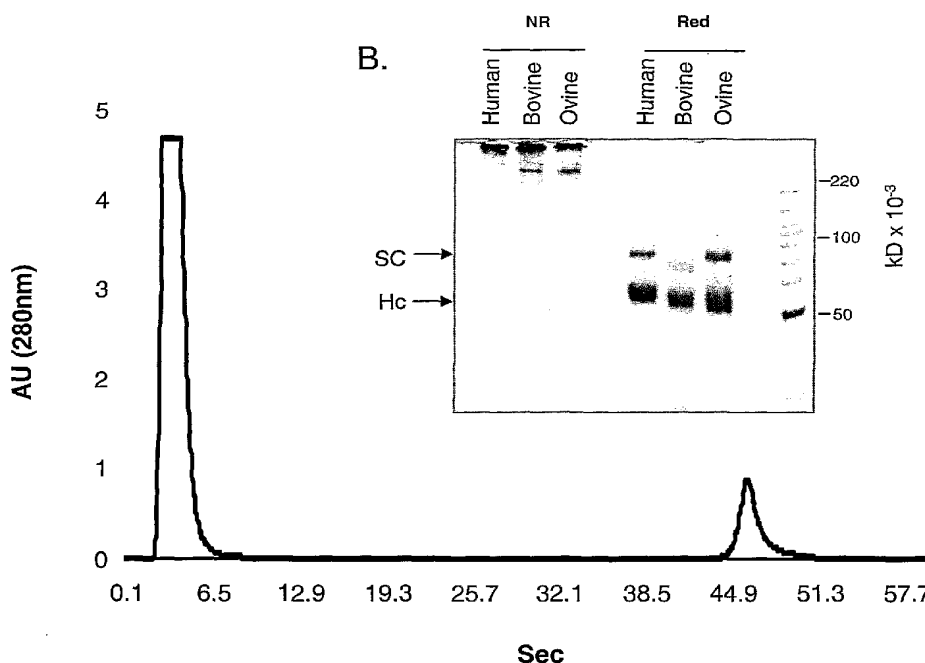 NR Red
B.
Human Bovine Ovine Human Bovine Ovine
5
4
3
2
1
0
AU (280nm)
SC
Hc
220
100
50
kD x 10-3
0.1 6.5 12.9 19.3 25.7 32.1 38.5 44.9 51.3 57.7
Sec